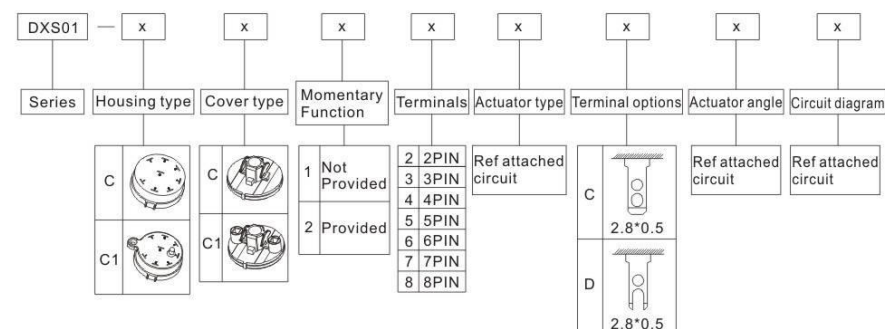 DXS01 — x x x x x x x x
Series Housing type Cover type Momentary Function Terminals Actuator type Terminal options Actuator angle Circuit diagram
C
C1
C
C1
1 Not Provided
2 Provided
2 2PIN
3 3PIN
4 4PIN
5 5PIN
6 6PIN
7 7PIN
8 8PIN
Ref attached
circuit
C
2.8*0.5
D
2.8*0.5
Ref attached
circuit
Ref attached
circuit